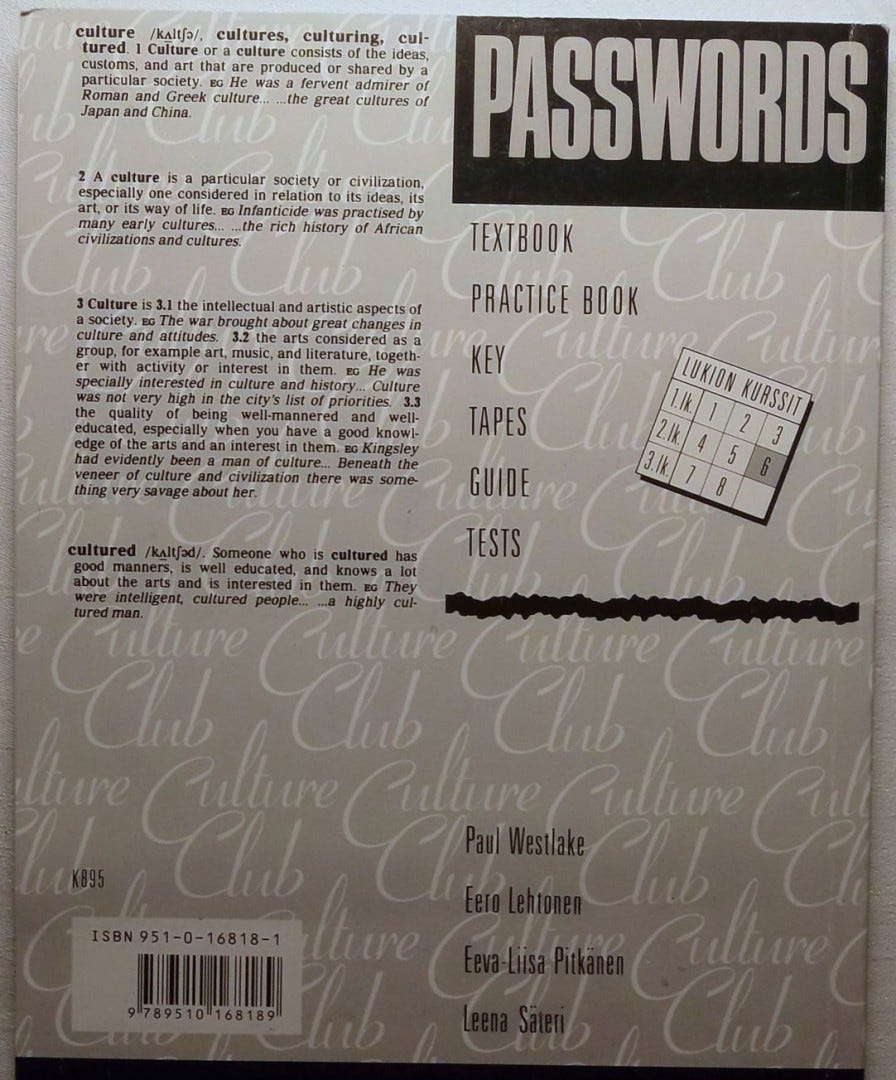 culture /kʌltʃə/, cultures, culturing, cul-
tured. 1 Culture or a culture consists of the ideas,
customs, and art that are produced or shared by a
particular society. EG He was a fervent admirer of
Roman and Greek culture... ...the great cultures of
Japan and China.
2 A culture is a particular society or civilization,
especially one considered in relation to its ideas, its
art, or its way of life. EG Infanticide was practised by
many early cultures... ...the rich history of African
civilizations and cultures.
3 Culture is 3.1 the intellectual and artistic aspects of
a society. EG The war brought about great changes in
culture and attitudes. 3.2 the arts considered as a
group, for example art, music, and literature, togeth-
er with activity or interest in them. EG He was
specially interested in culture and history... Culture
was not very high in the city's list of priorities. 3.3
the quality of being well-mannered and well-
educated, especially when you have a good knowl-
edge of the arts and an interest in them. EG Kingsley
had evidently been a man of culture... Beneath the
veneer of culture and civilization there was some-
thing very savage about her.
cultured /kʌltʃəd/. Someone who is cultured has
good manners, is well educated, and knows a lot
about the arts and is interested in them. EG They
were intelligent, cultured people... ...a highly cul-
tured man.
PASSWORDS
TEXTBOOK
PRACTICE BOOK
KEY
TAPES
GUIDE
TESTS
LUKION KURSSIT
1.lk. 1 2 3
2.lk. 4 5 6
3.lk. 7 8
Culture Club
Paul Westlake
Eero Lehtonen
Eeva-Liisa Pitkänen
Leena Säteri
K895
ISBN 951-0-16818-1
9 789510 168189